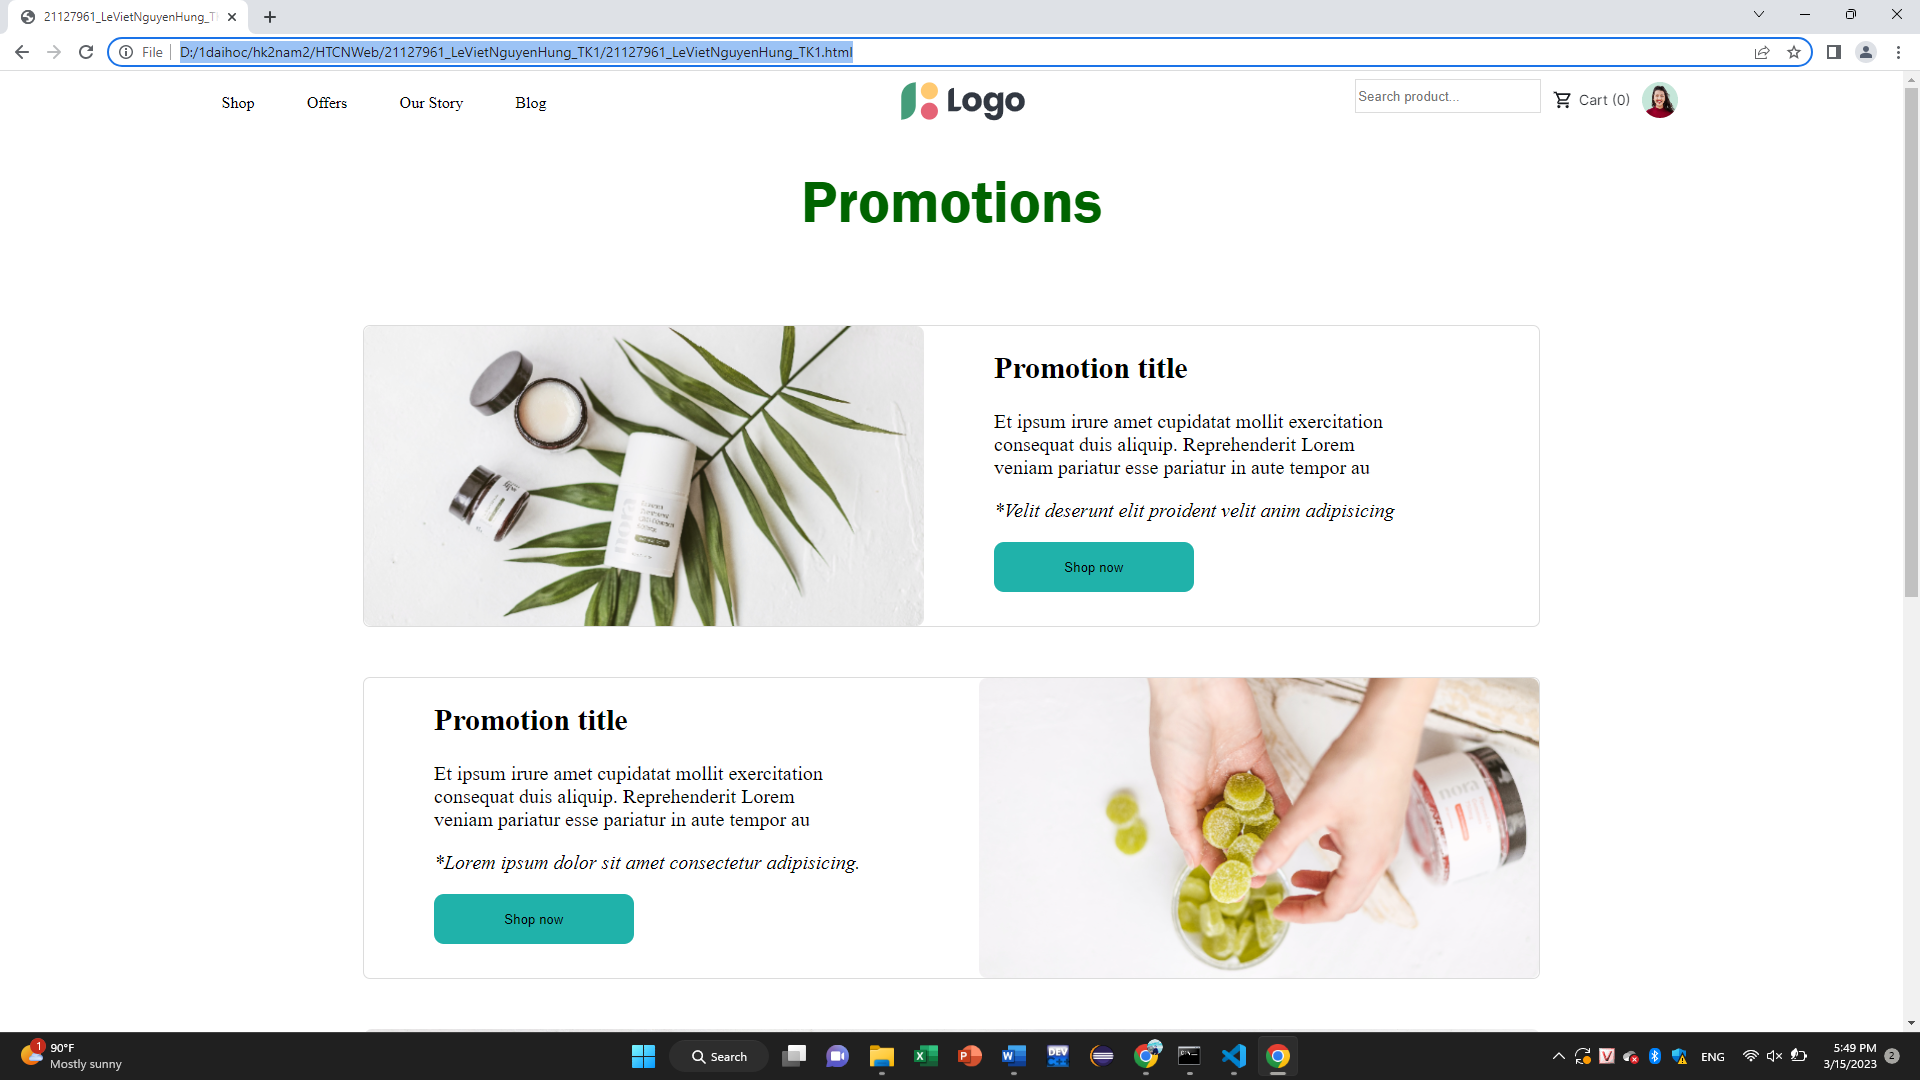 21127961_LeVietNguyenHung_T
File
D:/1daihoc/hk2nam2/HTCNWeb/21127961_LeVietNguyenHung_TK1/21127961_LeVietNguyenHung_TK1.html
Shop Offers Our Story Blog
Logo
Search product...
Cart (0)
Promotions
Promotion title
Et ipsum irure amet cupidatat mollit exercitation
consequat duis aliquip. Reprehenderit Lorem
veniam pariatur esse pariatur in aute tempor au
*Velit deserunt elit proident velit anim adipisicing
Shop now
Promotion title
Et ipsum irure amet cupidatat mollit exercitation
consequat duis aliquip. Reprehenderit Lorem
veniam pariatur esse pariatur in aute tempor au
*Lorem ipsum dolor sit amet consectetur adipisicing.
Shop now
nora
1
90°F
Mostly sunny
Search
DEV
ENG
5:49 PM
3/15/2023
2